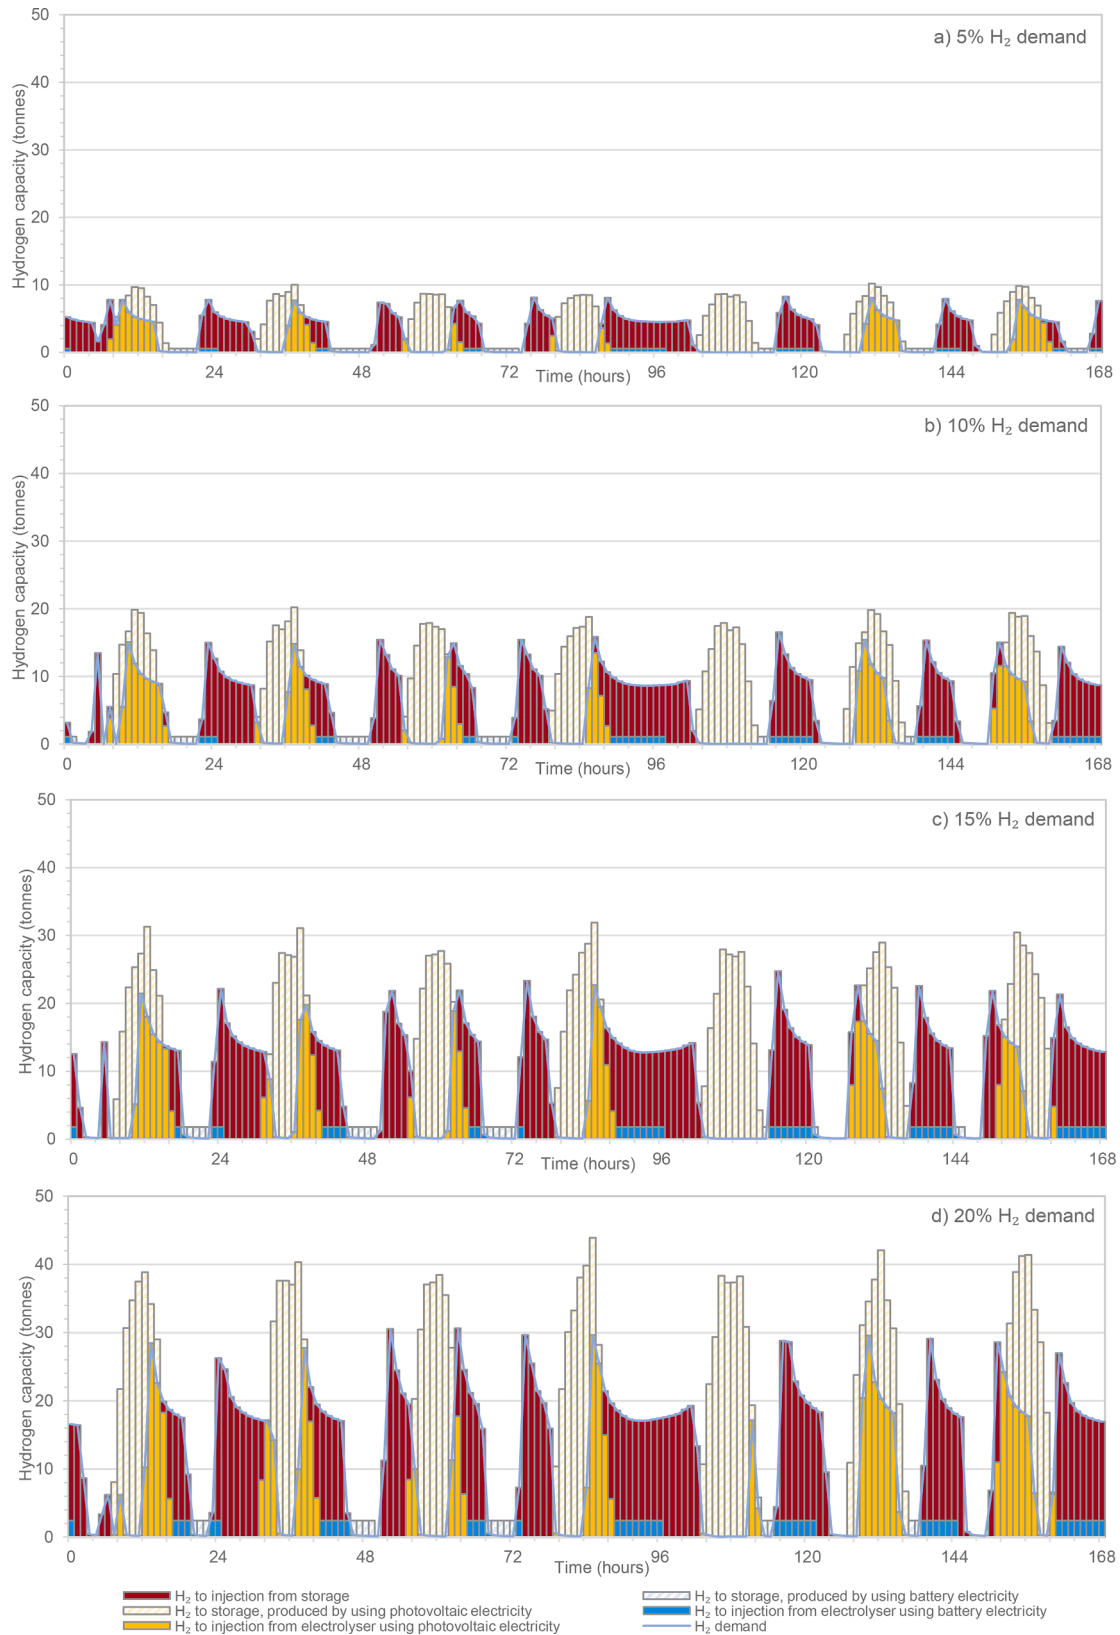 a) 5% H₂ demand
Hydrogen capacity (tonnes)
50
40
30
20
10
0
0 24 48 72 96 120 144 168
Time (hours)
b) 10% H₂ demand
Hydrogen capacity (tonnes)
50
40
30
20
10
0
0 24 48 72 96 120 144 168
Time (hours)
c) 15% H₂ demand
Hydrogen capacity (tonnes)
50
40
30
20
10
0
0 24 48 72 96 120 144 168
Time (hours)
d) 20% H₂ demand
Hydrogen capacity (tonnes)
50
40
30
20
10
0
0 24 48 72 96 120 144 168
Time (hours)
H₂ to injection from storage
H₂ to storage, produced by using photovoltaic electricity
H₂ to injection from electrolyser using photovoltaic electricity
H₂ to storage, produced by using battery electricity
H₂ to injection from electrolyser using battery electricity
H₂ demand